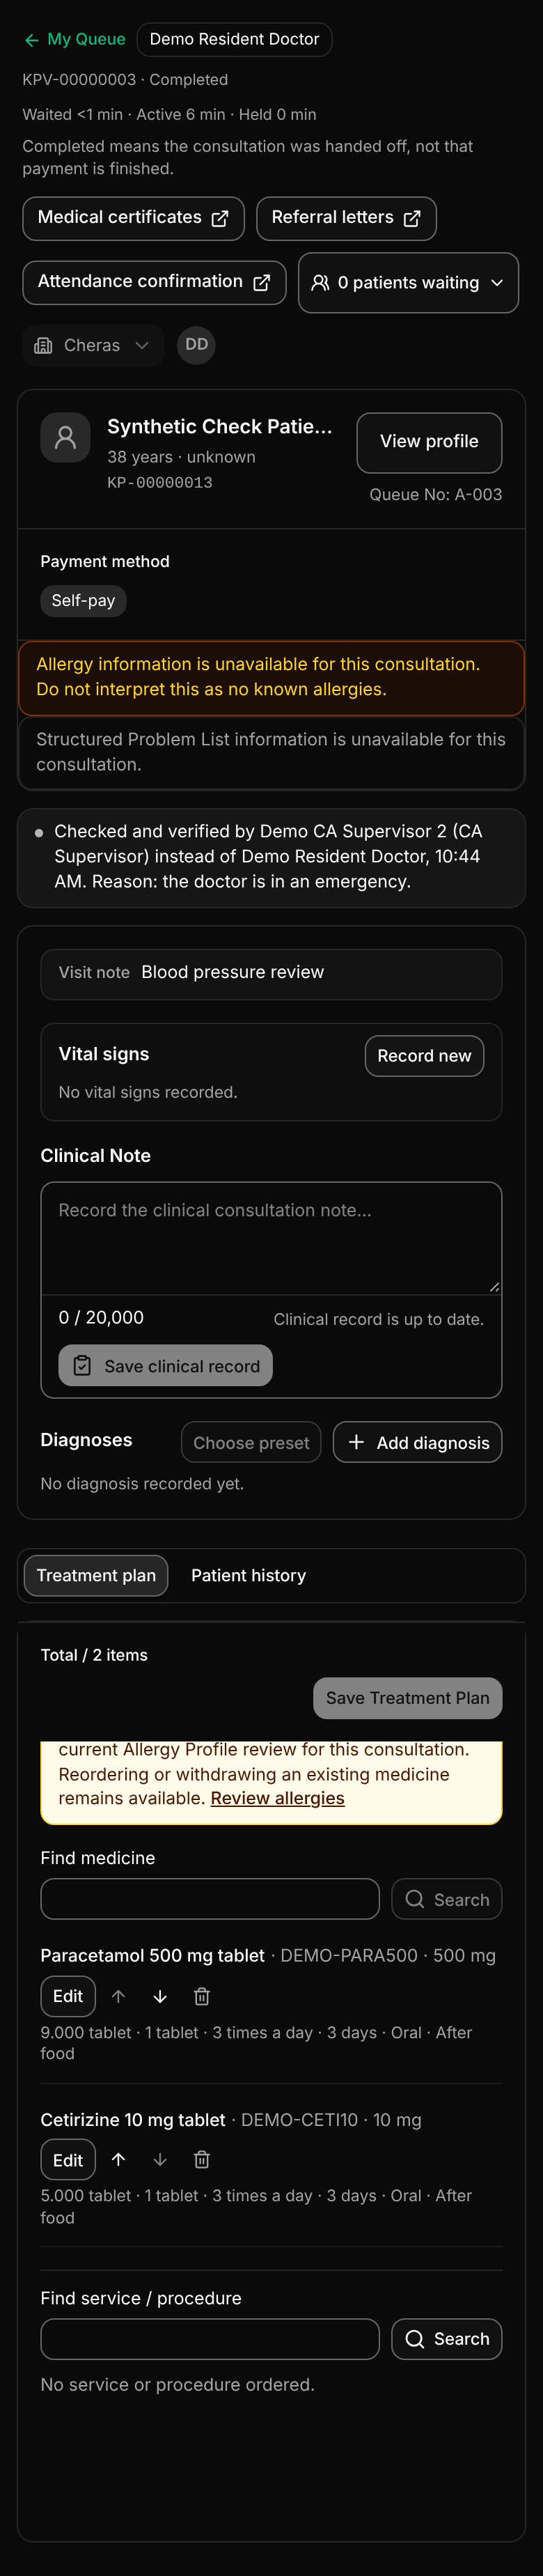 ← My Queue
Demo Resident Doctor
KPV-00000003 · Completed
Waited <1 min · Active 6 min · Held 0 min
Completed means the consultation was handed off, not that
payment is finished.
Medical certificates
Referral letters
Attendance confirmation
0 patients waiting
Cheras
DD
Synthetic Check Patie...
View profile
38 years · unknown
KP-00000013
Queue No: A-003
Payment method
Self-pay
Allergy information is unavailable for this consultation.
Do not interpret this as no known allergies.
Structured Problem List information is unavailable for this
consultation.
Checked and verified by Demo CA Supervisor 2 (CA
Supervisor) instead of Demo Resident Doctor, 10:44
AM. Reason: the doctor is in an emergency.
Visit note Blood pressure review
Vital signs
Record new
No vital signs recorded.
Clinical Note
Record the clinical consultation note...
0 / 20,000
Clinical record is up to date.
Save clinical record
Diagnoses
Choose preset
Add diagnosis
No diagnosis recorded yet.
Treatment plan
Patient history
Total / 2 items
Save Treatment Plan
current Allergy Profile review for this consultation.
Reordering or withdrawing an existing medicine
remains available. Review allergies
Find medicine
Search
Paracetamol 500 mg tablet · DEMO-PARA500 · 500 mg
Edit
9.000 tablet · 1 tablet · 3 times a day · 3 days · Oral · After
food
Cetirizine 10 mg tablet · DEMO-CETI10 · 10 mg
Edit
5.000 tablet · 1 tablet · 3 times a day · 3 days · Oral · After
food
Find service / procedure
Search
No service or procedure ordered.